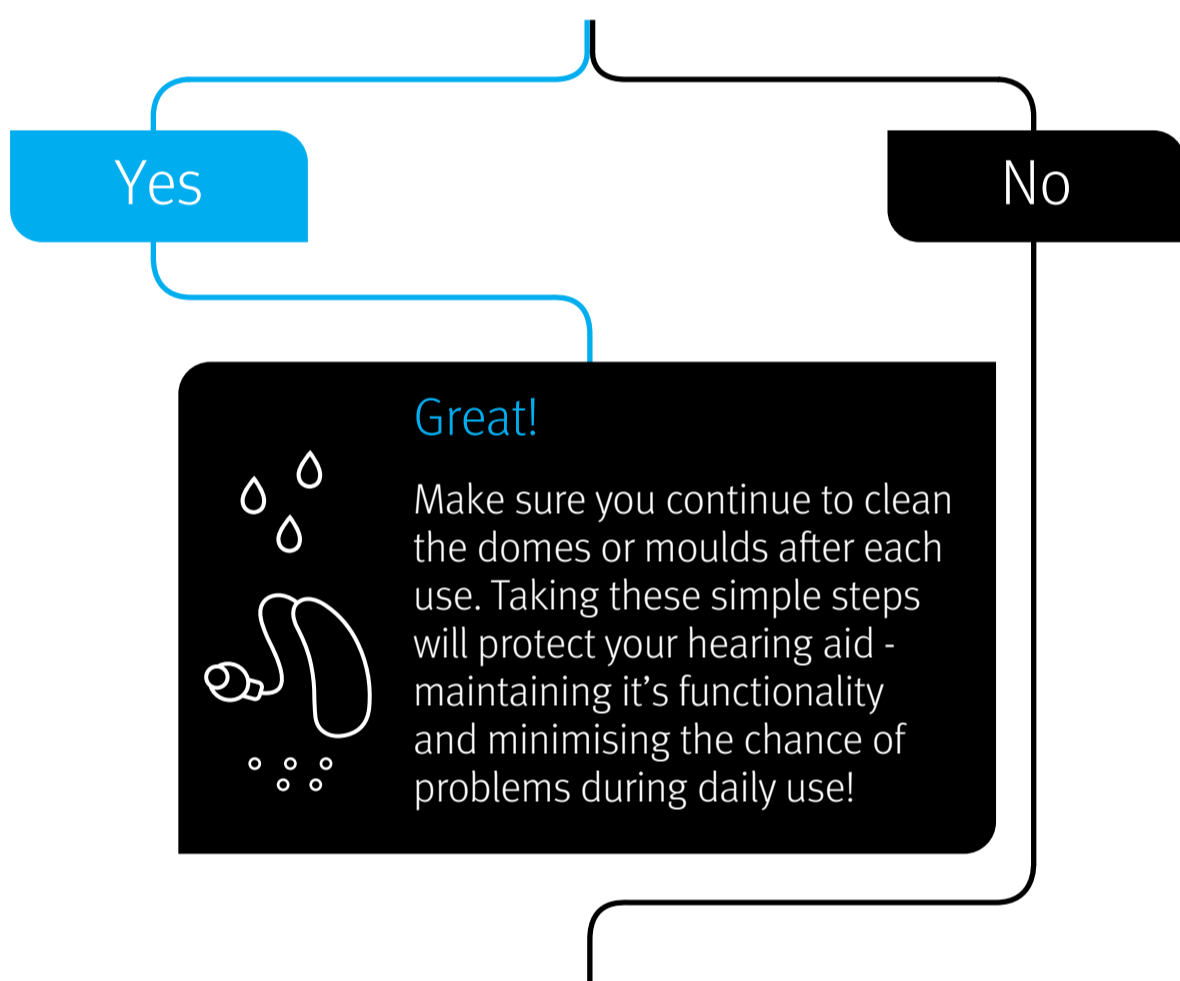 Yes
No
Great!
Make sure you continue to clean
the domes or moulds after each
use. Taking these simple steps
will protect your hearing aid -
maintaining it’s functionality
and minimising the chance of
problems during daily use!